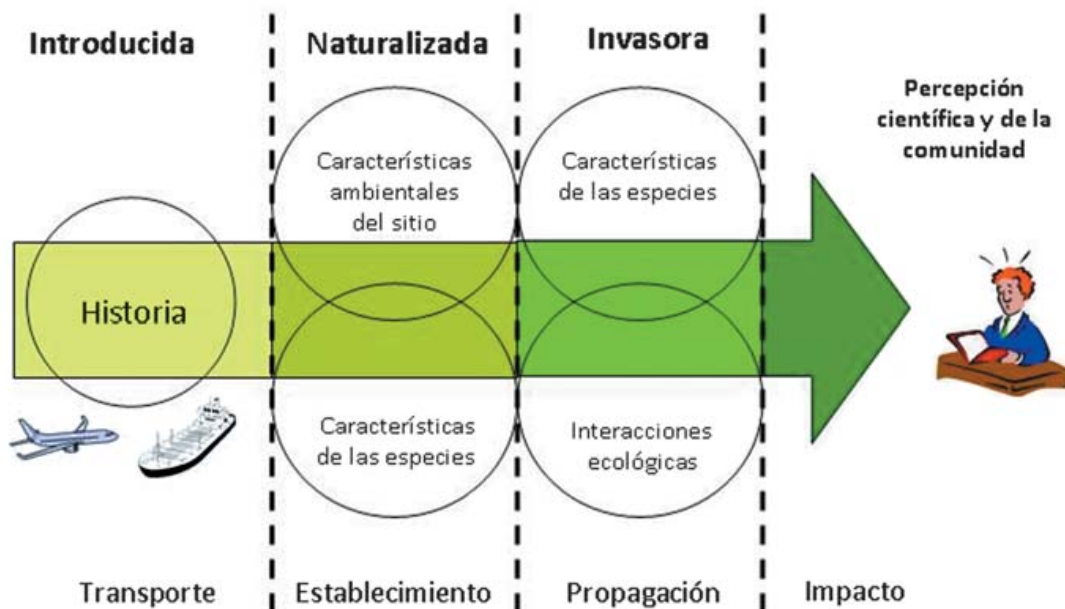 Introducida
Naturalizada
Invasora
Percepción
científica y de la
comunidad
Características
ambientales
del sitio
Características
de las especies
Historia
Características
de las especies
Interacciones
ecológicas
Transporte
Establecimiento
Propagación
Impacto